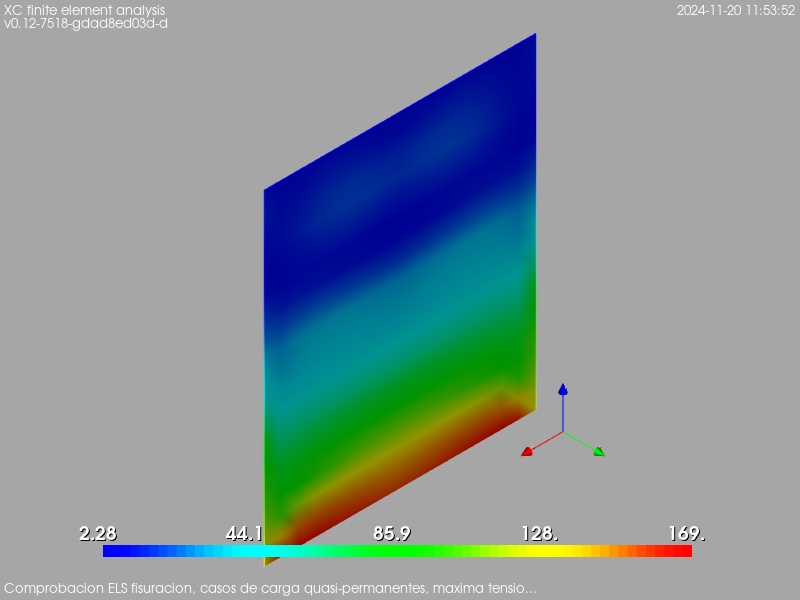 XC finite element analysis
v0.12-7518-gdad8ed03d-d
2024-11-20 11:53:52
2.28 44.1 85.9 128. 169.
Comprobacion ELS fisuracion, casos de carga quasi-permanentes, maxima tensio...